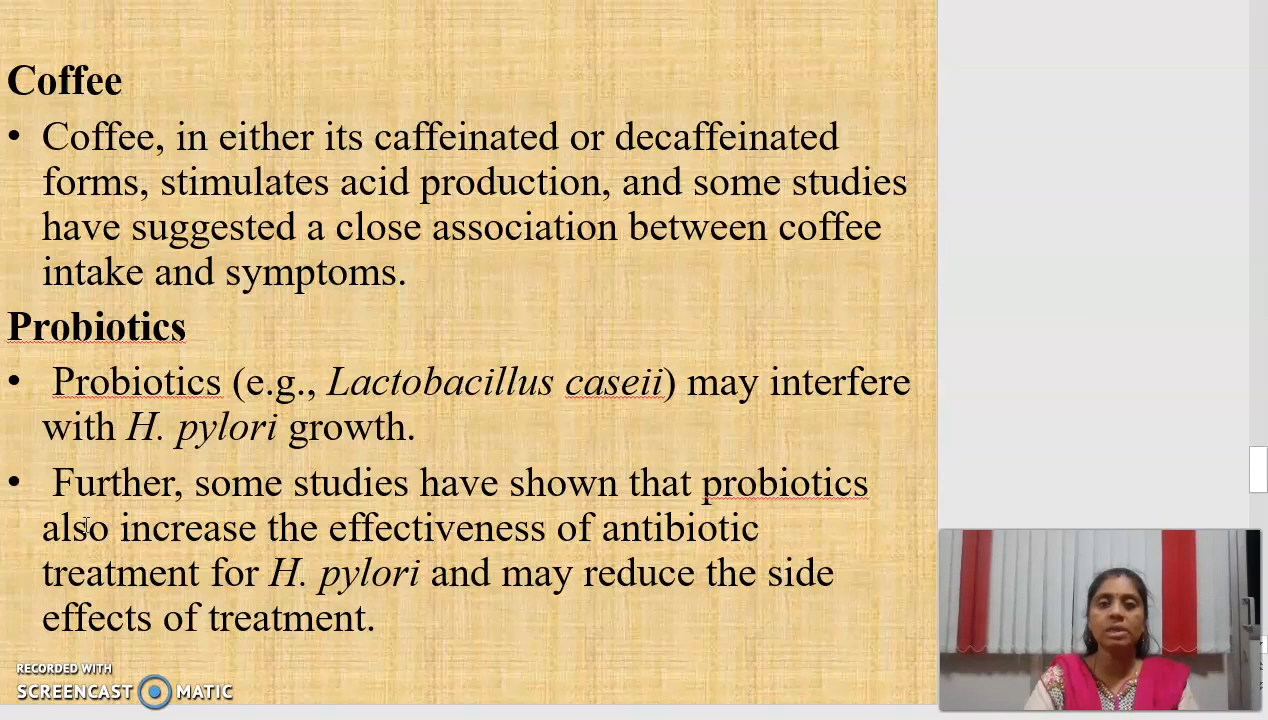 Coffee
• Coffee, in either its caffeinated or decaffeinated
forms, stimulates acid production, and some studies
have suggested a close association between coffee
intake and symptoms.
Probiotics
• Probiotics (e.g., Lactobacillus caseii) may interfere
with H. pylori growth.
• Further, some studies have shown that probiotics
also increase the effectiveness of antibiotic
treatment for H. pylori and may reduce the side
effects of treatment.
RECORDED WITH
SCREENCAST MATIC